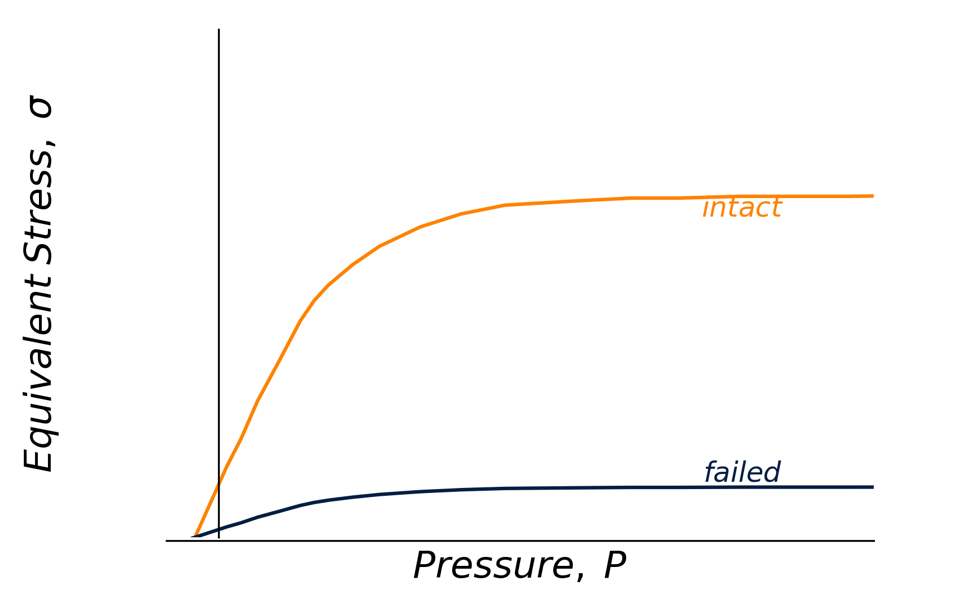 Equivalent Stress, σ
intact
failed
Pressure, P